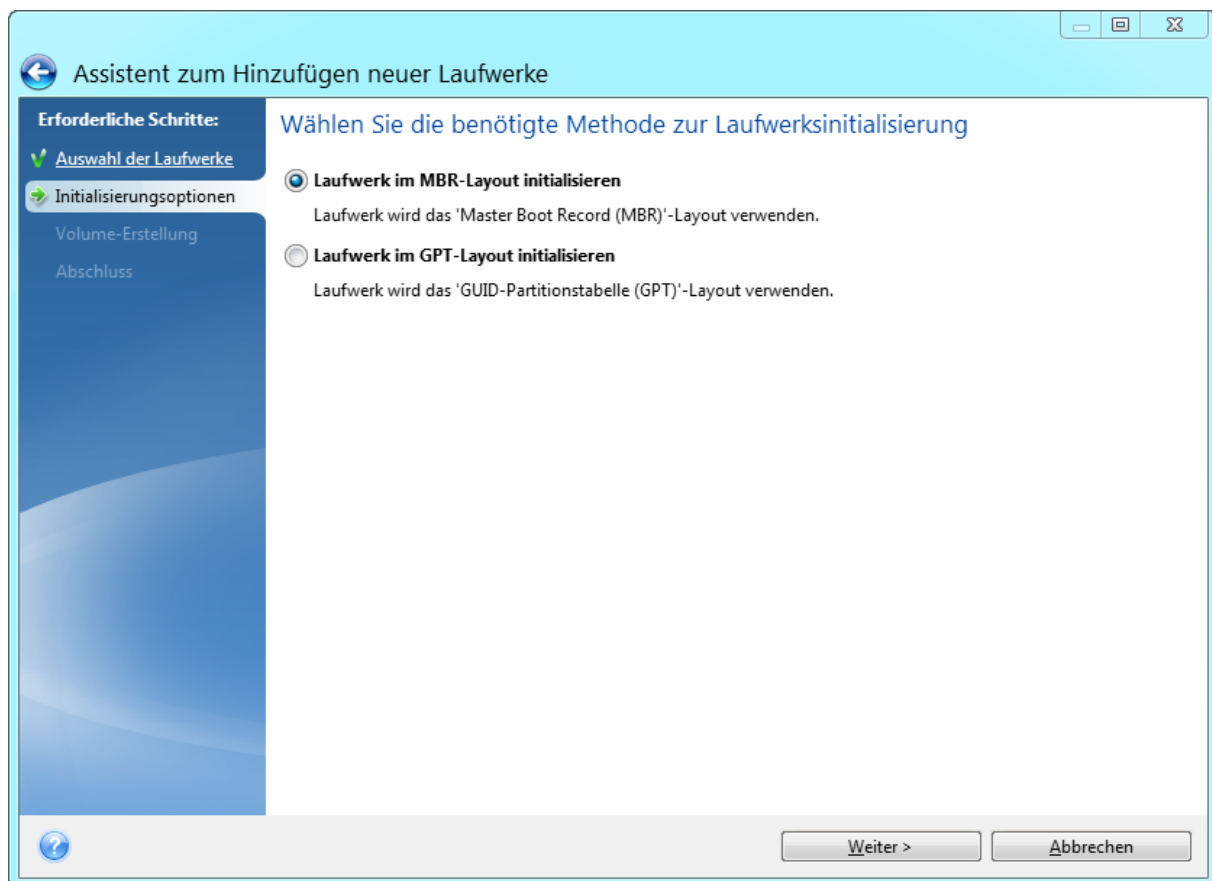 Assistent zum Hinzufügen neuer Laufwerke
Erforderliche Schritte:
Auswahl der Laufwerke
Initialisierungsoptionen
Volume-Erstellung
Abschluss
Wählen Sie die benötigte Methode zur Laufwerksinitialisierung
Laufwerk im MBR-Layout initialisieren
Laufwerk wird das 'Master Boot Record (MBR)'-Layout verwenden.
Laufwerk im GPT-Layout initialisieren
Laufwerk wird das 'GUID-Partitionstabelle (GPT)'-Layout verwenden.
?
Weiter >
Abbrechen